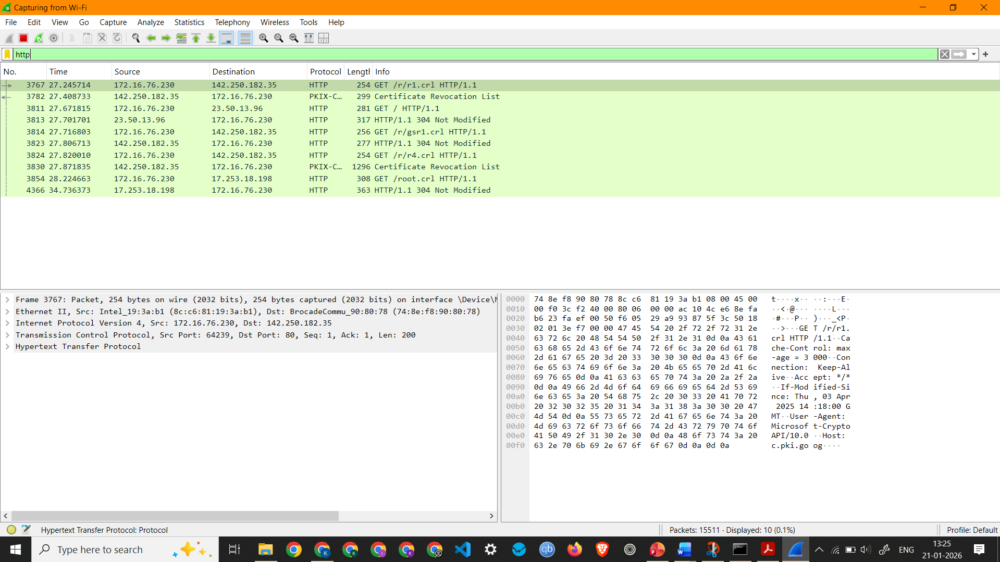 Capturing from Wi-Fi
File Edit View Go Capture Analyze Statistics Telephony Wireless Tools Help
http
No. Time Source Destination Protocol Length Info
3767 27.245714 172.16.76.230 142.250.182.35 HTTP 254 GET /r/r1.crl HTTP/1.1
3782 27.408733 142.250.182.35 172.16.76.230 PKIX-C… 299 Certificate Revocation List
3811 27.671815 172.16.76.230 23.50.13.96 HTTP 281 GET / HTTP/1.1
3813 27.701701 23.50.13.96 172.16.76.230 HTTP 317 HTTP/1.1 304 Not Modified
3814 27.716803 172.16.76.230 142.250.182.35 HTTP 256 GET /r/gsr1.crl HTTP/1.1
3823 27.806713 142.250.182.35 172.16.76.230 HTTP 277 HTTP/1.1 304 Not Modified
3824 27.820010 172.16.76.230 142.250.182.35 HTTP 254 GET /r/r4.crl HTTP/1.1
3830 27.871835 142.250.182.35 172.16.76.230 PKIX-C… 1296 Certificate Revocation List
3854 28.224663 172.16.76.230 17.253.18.198 HTTP 308 GET /root.crl HTTP/1.1
4366 34.736373 17.253.18.198 172.16.76.230 HTTP 363 HTTP/1.1 304 Not Modified
Frame 3767: Packet, 254 bytes on wire (2032 bits), 254 bytes captured (2032 bits) on interface \Device\N
Ethernet II, Src: Intel_19:3a:b1 (8c:c6:81:19:3a:b1), Dst: BrocadeCommu_90:80:78 (74:8e:f8:90:80:78)
Internet Protocol Version 4, Src: 172.16.76.230, Dst: 142.250.182.35
Transmission Control Protocol, Src Port: 64239, Dst Port: 80, Seq: 1, Ack: 1, Len: 200
Hypertext Transfer Protocol
0000 74 8e f8 90 80 78 8c c6 81 19 3a b1 08 00 45 00 t····x·· ··:···E·
0010 00 f0 3c f2 40 00 80 06 00 00 ac 10 4c e6 8e fa ··<·@··· ····L···
0020 b6 23 fa ef 00 50 f6 05 29 a9 93 87 5f 3c 50 18 ·#···P·· )···_<P·
0030 02 01 3e f7 00 00 47 45 54 20 2f 72 2f 72 31 2e ··>···GE T /r/r1.
0040 63 72 6c 20 48 54 54 50 2f 31 2e 31 0d 0a 43 61 crl HTTP /1.1··Ca
0050 63 68 65 2d 43 6f 6e 74 72 6f 6c 3a 20 6d 61 78 che-Cont rol: max
0060 2d 61 67 65 20 3d 20 33 30 30 30 0d 0a 43 6f 6e -age = 3 000··Con
0070 6e 65 63 74 69 6f 6e 3a 20 4b 65 65 70 2d 41 6c nection: Keep-Al
0080 69 76 65 0d 0a 41 63 63 65 70 74 3a 20 2a 2f 2a ive··Acc ept: */*
0090 0d 0a 49 66 2d 4d 6f 64 69 66 69 65 64 2d 53 69 ··If-Mod ified-Si
00a0 6e 63 65 3a 20 54 68 75 2c 20 30 33 20 41 70 72 nce: Thu , 03 Apr
00b0 20 32 30 32 35 20 31 34 3a 31 38 3a 30 30 20 47 2025 14 :18:00 G
00c0 4d 54 0d 0a 55 73 65 72 2d 41 67 65 6e 74 3a 20 MT··User -Agent:
00d0 4d 69 63 72 6f 73 6f 66 74 2d 43 72 79 70 74 6f Microsof t-Crypto
00e0 41 50 49 2f 31 30 2e 30 0d 0a 48 6f 73 74 3a 20 API/10.0 ··Host:
00f0 63 2e 70 6b 69 2e 67 6f 6f 67 0d 0a 0d 0a c.pki.go og····
Hypertext Transfer Protocol: Protocol Packets: 15511 · Displayed: 10 (0.1%) Profile: Default
Type here to search ENG 13:25
21-01-2026